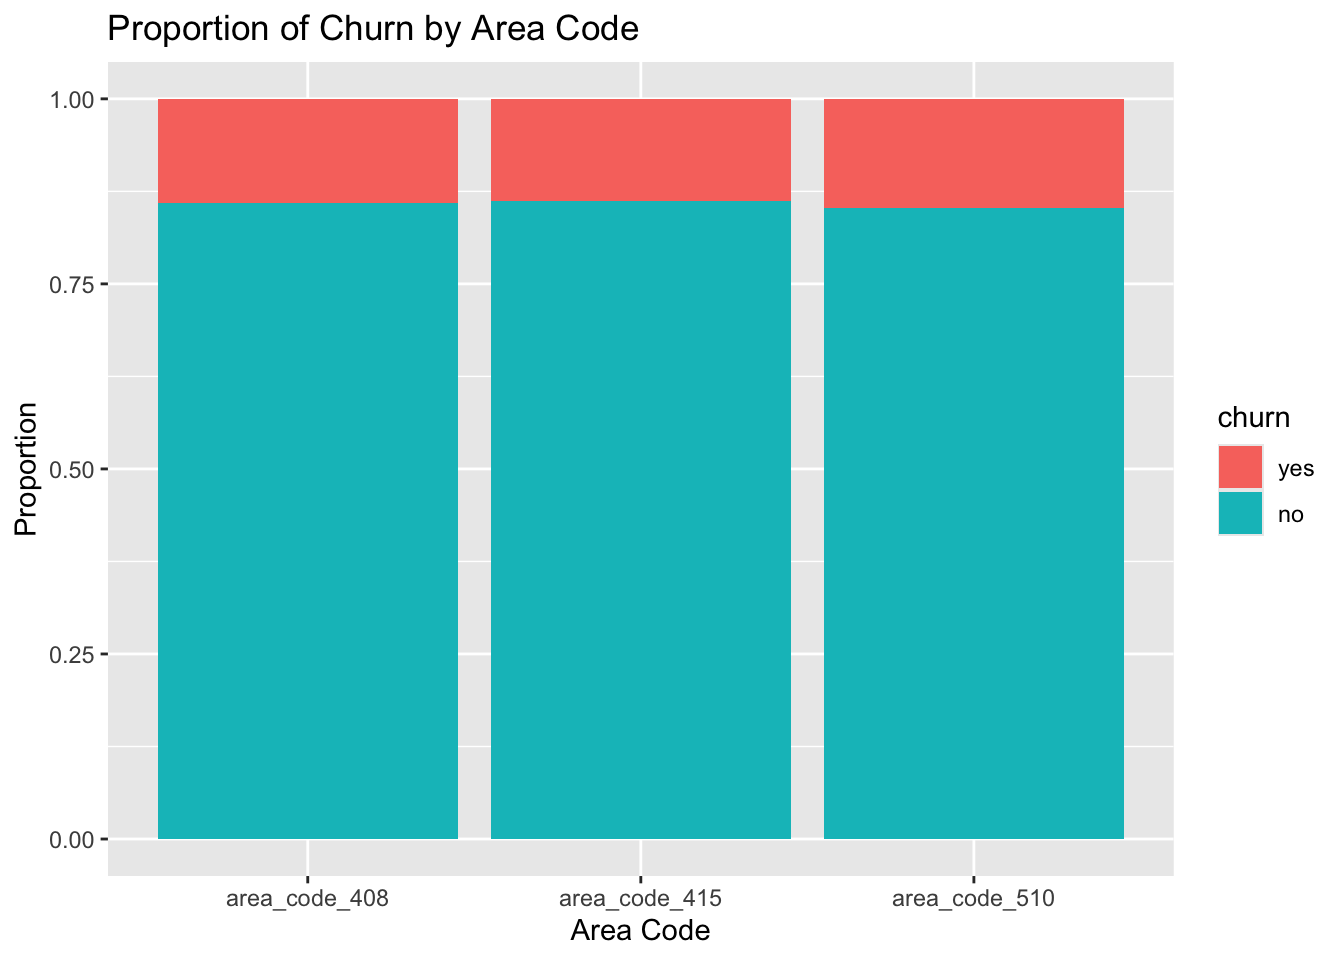 Proportion of Churn by Area Code
1.00
0.75
0.50
0.25
0.00
Proportion
area_code_408 area_code_415 area_code_510
Area Code
churn
yes
no